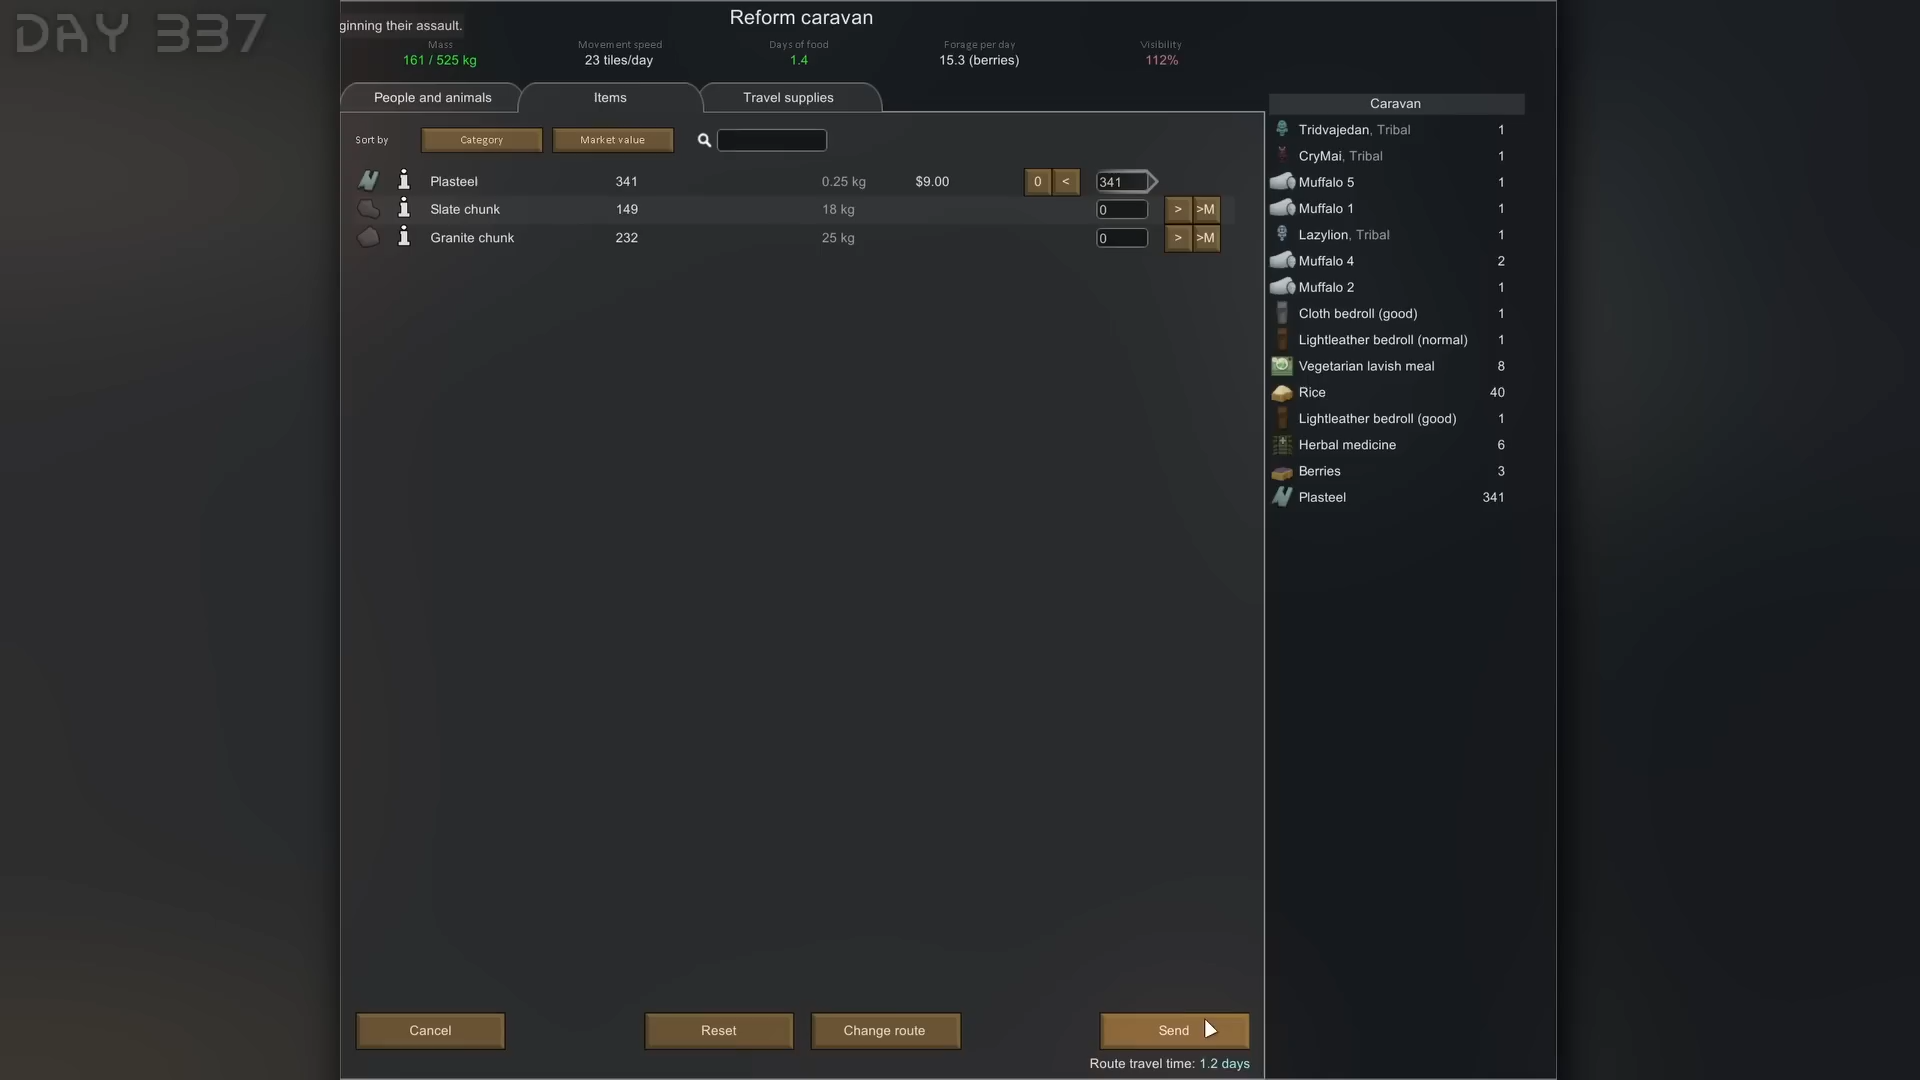 DAY 337
ginning their assault.
Reform caravan
Mass
161 / 525 kg
Movement speed
23 tiles/day
Days of food
1.4
Forage per day
15.3 (berries)
Visibility
112%
People and animals
Items
Travel supplies
Sort by
Category
Market value
Plasteel 341 0.25 kg $9.00 0 < 341
Slate chunk 149 18 kg 0 > >M
Granite chunk 232 25 kg 0 > >M
Caravan
Tridvajedan, Tribal 1
CryMai, Tribal 1
Muffalo 5 1
Muffalo 1 1
Lazylion, Tribal 1
Muffalo 4 2
Muffalo 2 1
Cloth bedroll (good) 1
Lightleather bedroll (normal) 1
Vegetarian lavish meal 8
Rice 40
Lightleather bedroll (good) 1
Herbal medicine 6
Berries 3
Plasteel 341
Cancel
Reset
Change route
Send
Route travel time: 1.2 days